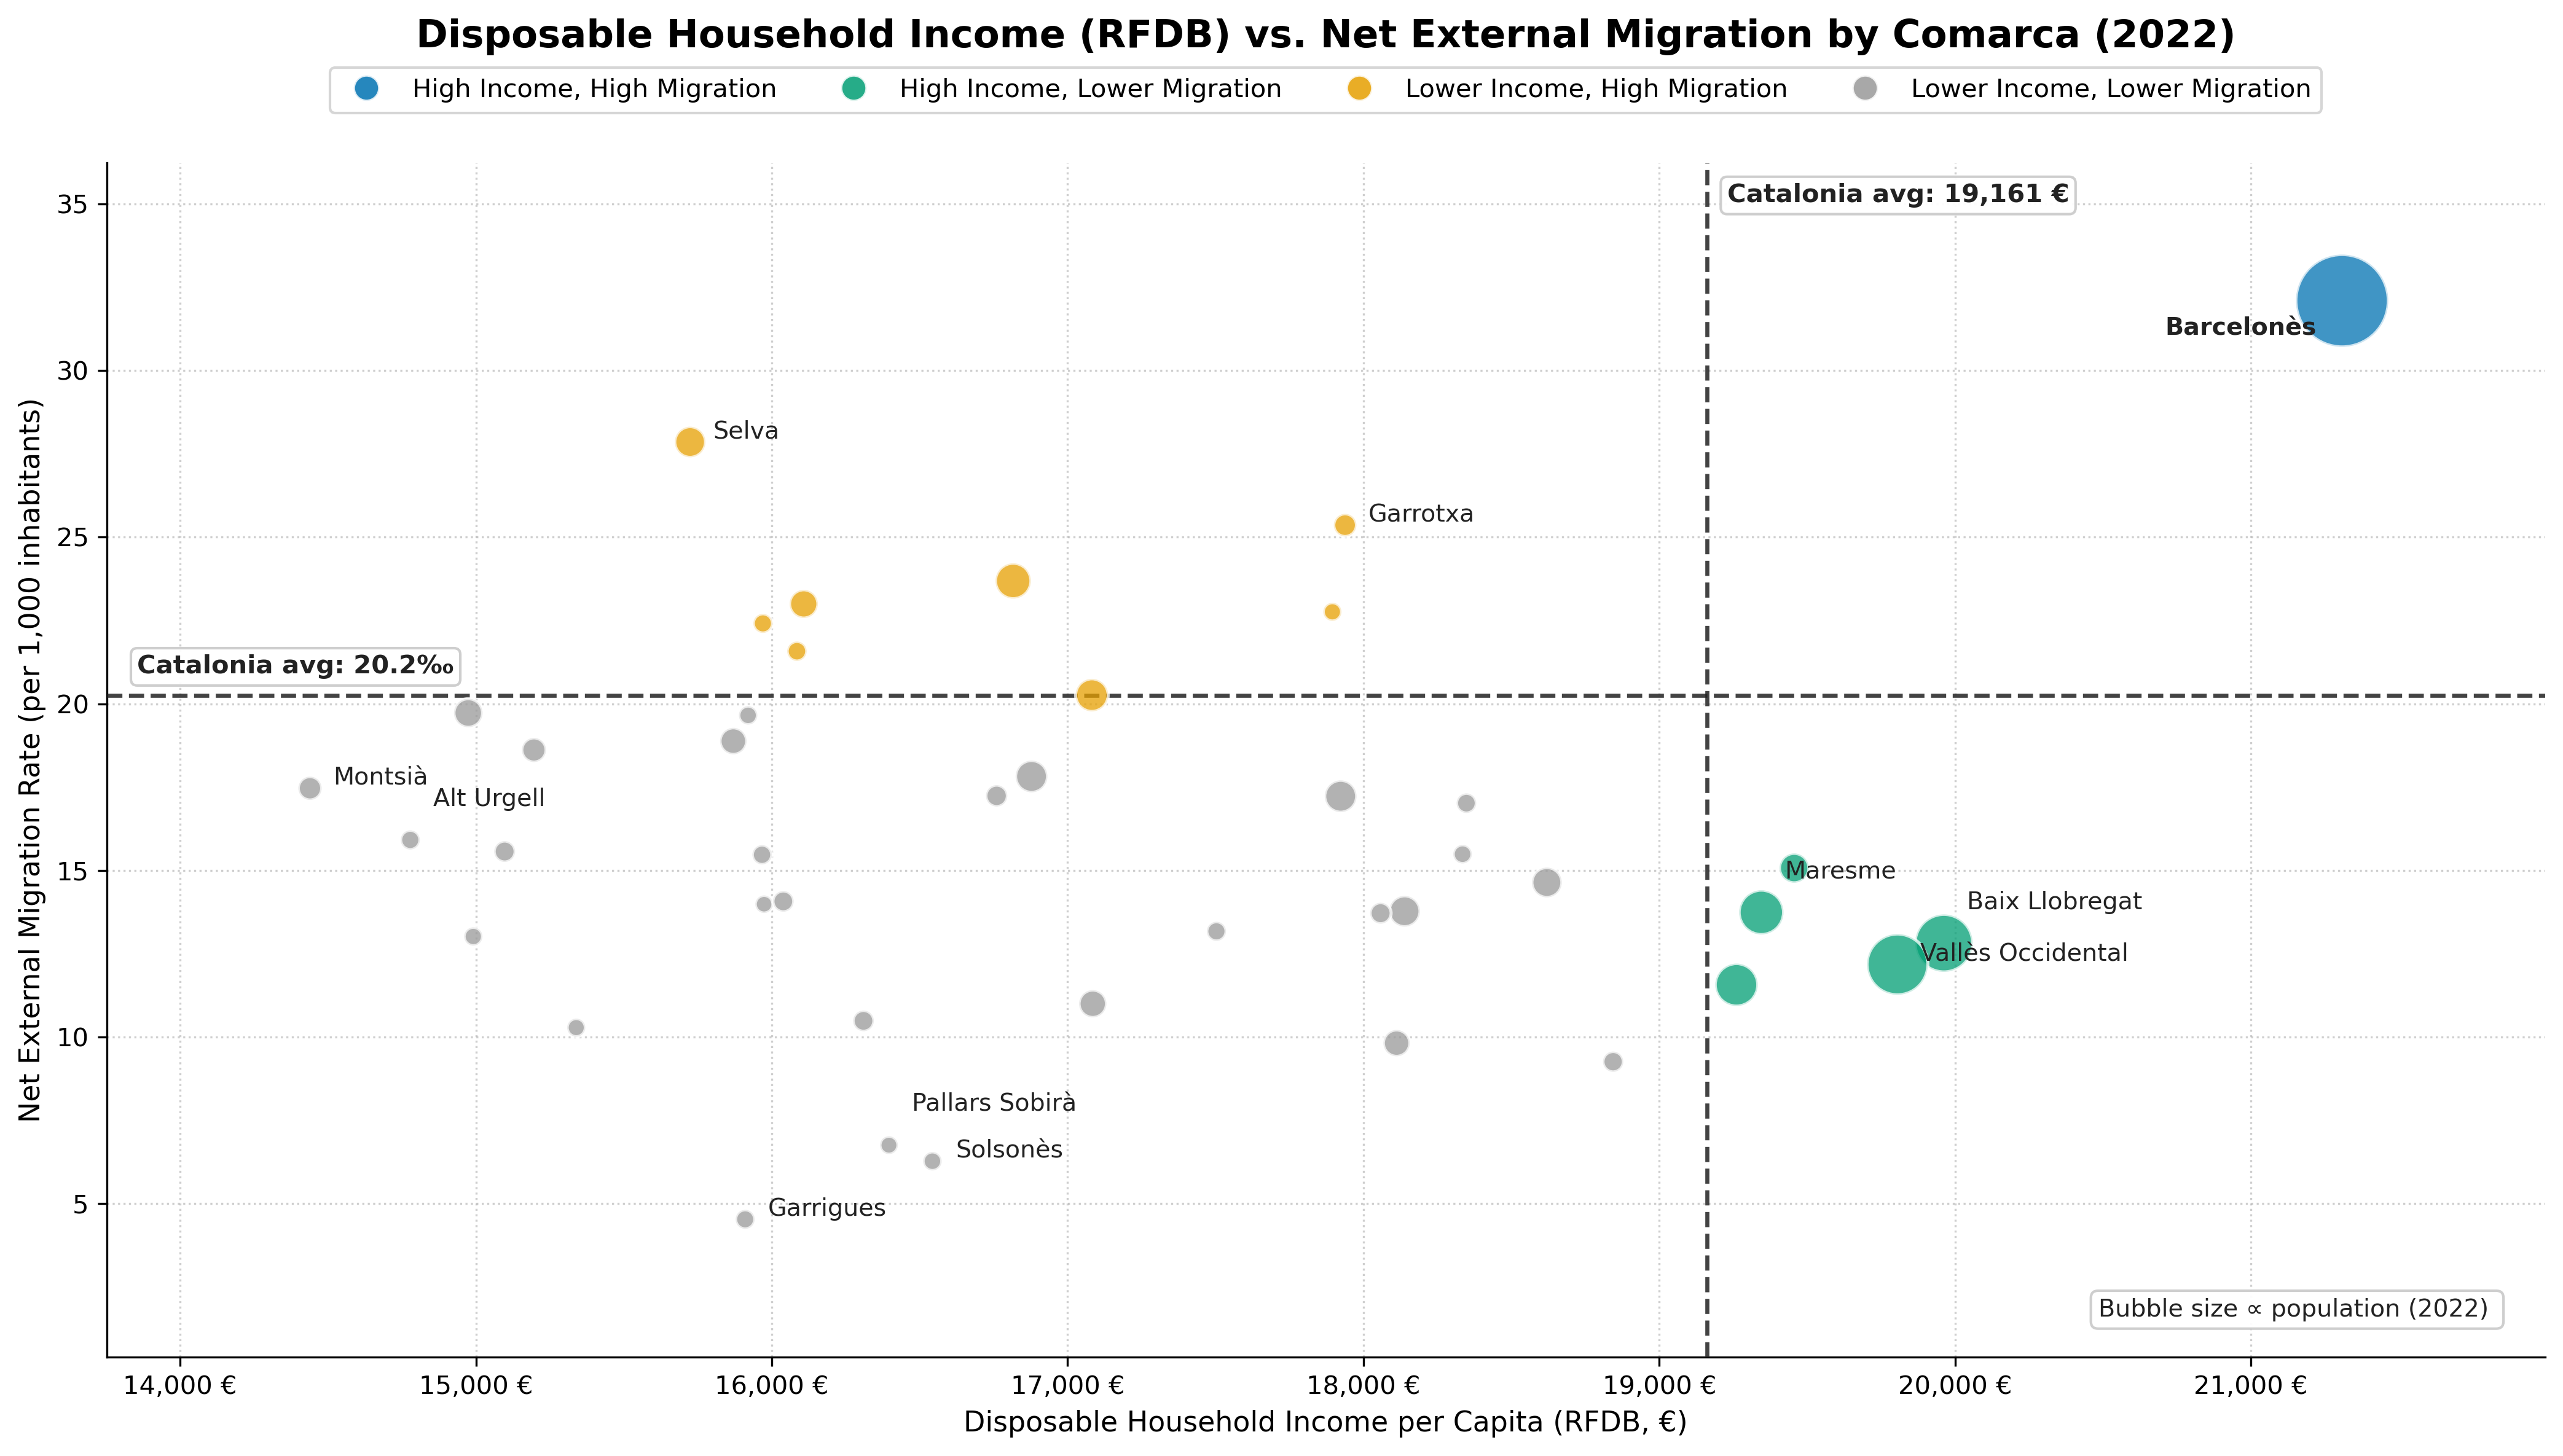 Disposable Household Income (RFDB) vs. Net External Migration by Comarca (2022)
High Income, High Migration
High Income, Lower Migration
Lower Income, High Migration
Lower Income, Lower Migration
Net External Migration Rate (per 1,000 inhabitants)
35
30
25
20
15
10
5
Catalonia avg: 19,161 €
Barcelonès
Selva
Garrotxa
Catalonia avg: 20.2‰
Montsià
Alt Urgell
Maresme
Baix Llobregat
Vallès Occidental
Pallars Sobirà
Solsonès
Garrigues
Bubble size ∝ population (2022)
14,000 €
15,000 €
16,000 €
17,000 €
18,000 €
19,000 €
20,000 €
21,000 €
Disposable Household Income per Capita (RFDB, €)